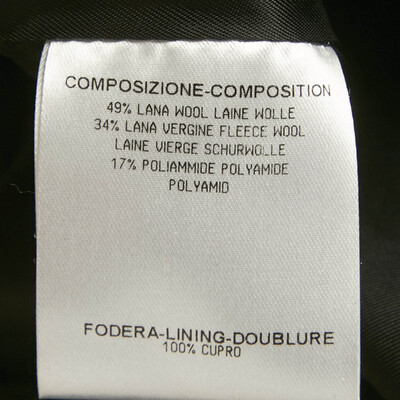 COMPOSIZIONE-COMPOSITION
49% LANA WOOL LAINE WOLLE
34% LANA VERGINE FLEECE WOOL
LAINE VIERGE SCHURWOLLE
17% POLIAMMIDE POLYAMIDE
POLYAMID
FODERA-LINING-DOUBLURE
100% CUPRO